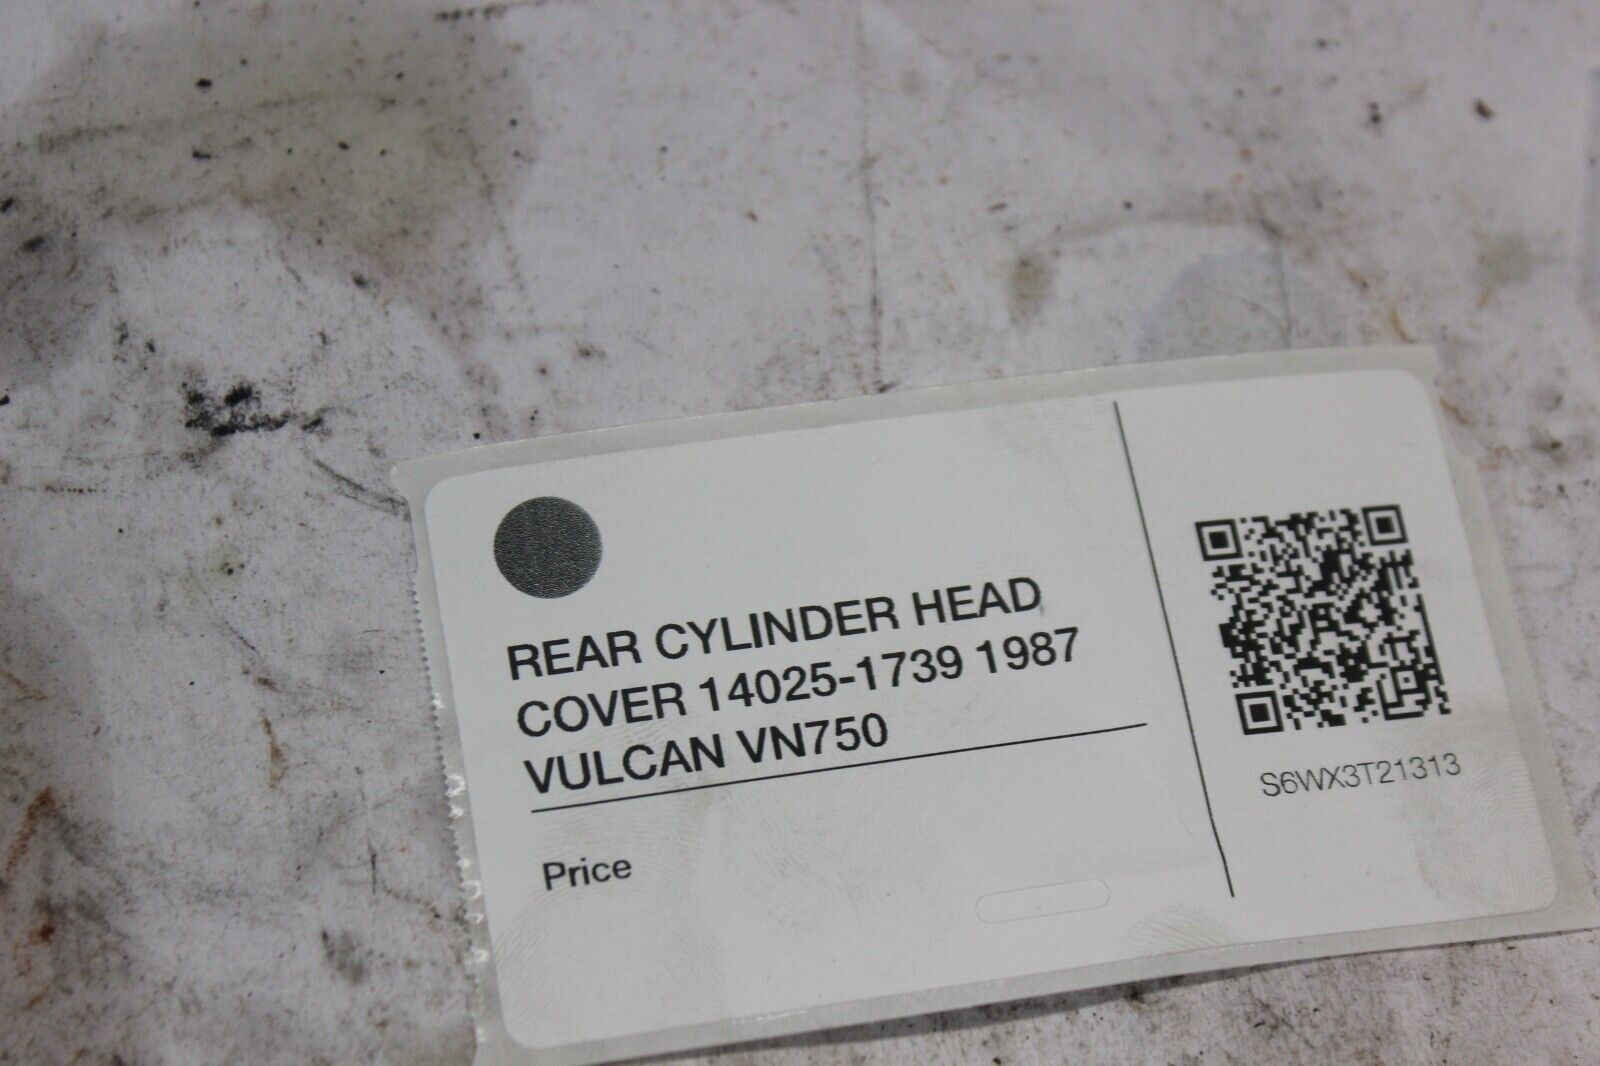 REAR CYLINDER HEAD
COVER 14025-1739 1987
VULCAN VN750
Price
S6WX3T21313